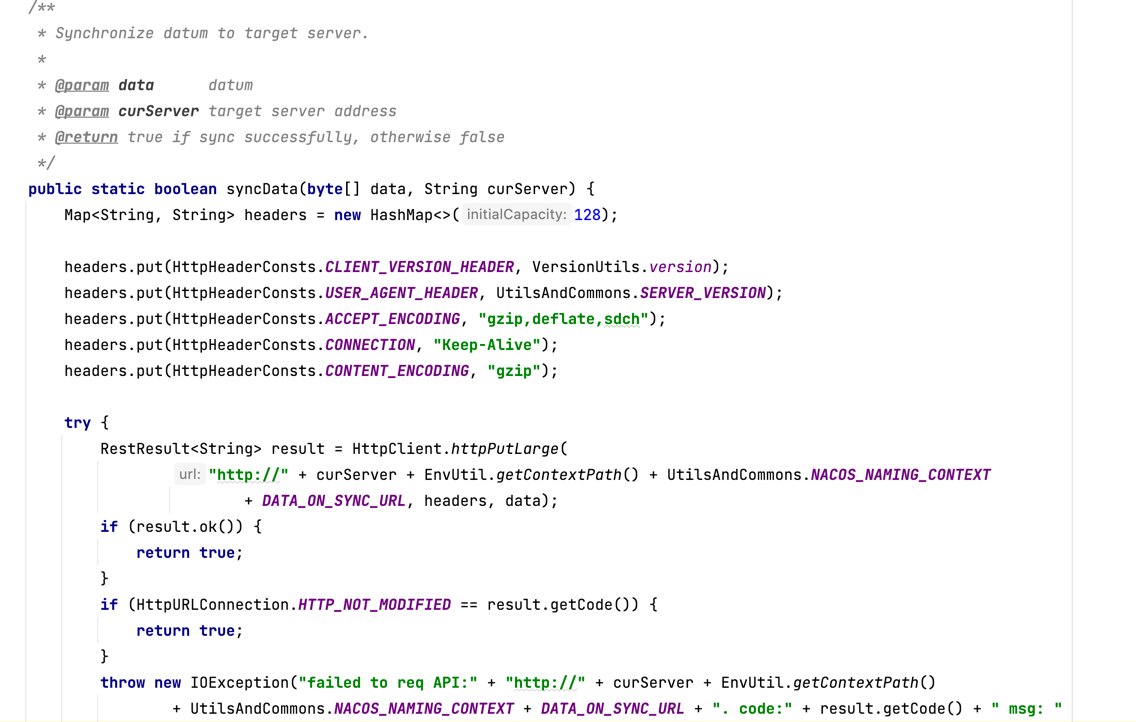 /**
 * Synchronize datum to target server.
 *
 * @param data      datum
 * @param curServer target server address
 * @return true if sync successfully, otherwise false
 */
public static boolean syncData(byte[] data, String curServer) {
    Map<String, String> headers = new HashMap<>( initialCapacity: 128);

    headers.put(HttpHeaderConsts.CLIENT_VERSION_HEADER, VersionUtils.version);
    headers.put(HttpHeaderConsts.USER_AGENT_HEADER, UtilsAndCommons.SERVER_VERSION);
    headers.put(HttpHeaderConsts.ACCEPT_ENCODING, "gzip,deflate,sdch");
    headers.put(HttpHeaderConsts.CONNECTION, "Keep-Alive");
    headers.put(HttpHeaderConsts.CONTENT_ENCODING, "gzip");

    try {
        RestResult<String> result = HttpClient.httpPutLarge(
                url: "http://" + curServer + EnvUtil.getContextPath() + UtilsAndCommons.NACOS_NAMING_CONTEXT
                        + DATA_ON_SYNC_URL, headers, data);
        if (result.ok()) {
            return true;
        }
        if (HttpURLConnection.HTTP_NOT_MODIFIED == result.getCode()) {
            return true;
        }
        throw new IOException("failed to req API:" + "http://" + curServer + EnvUtil.getContextPath()
                + UtilsAndCommons.NACOS_NAMING_CONTEXT + DATA_ON_SYNC_URL + ". code:" + result.getCode() + " msg: "